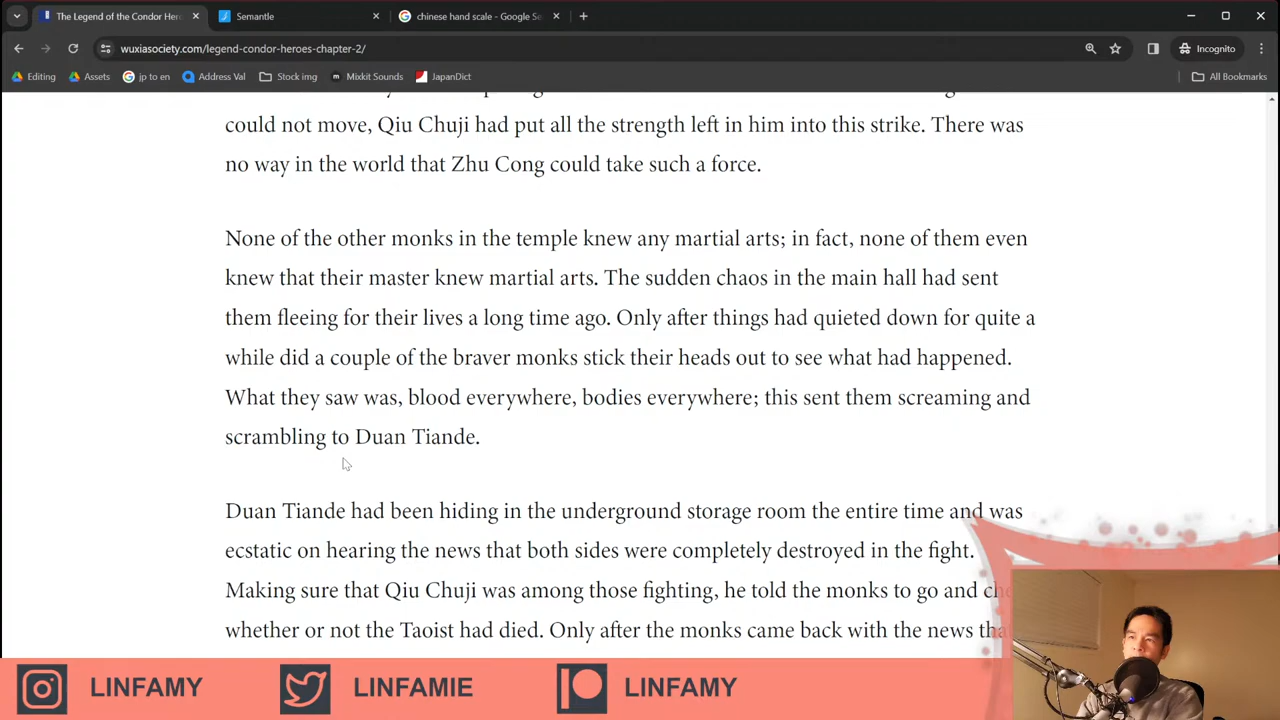 The Legend of the Condor Her
Semantle
chinese hand scale - Google Se
wuxiasociety.com/legend-condor-heroes-chapter-2/
Incognito
Editing
Assets
jp to en
Address Val
Stock img
Mixkit Sounds
JapanDict
All Bookmarks
could not move, Qiu Chuji had put all the strength left in him into this strike. There was
no way in the world that Zhu Cong could take such a force.
None of the other monks in the temple knew any martial arts; in fact, none of them even
knew that their master knew martial arts. The sudden chaos in the main hall had sent
them fleeing for their lives a long time ago. Only after things had quieted down for quite a
while did a couple of the braver monks stick their heads out to see what had happened.
What they saw was, blood everywhere, bodies everywhere; this sent them screaming and
scrambling to Duan Tiande.
Duan Tiande had been hiding in the underground storage room the entire time and was
ecstatic on hearing the news that both sides were completely destroyed in the fight.
Making sure that Qiu Chuji was among those fighting, he told the monks to go and che
whether or not the Taoist had died. Only after the monks came back with the news tha
LINFAMY
LINFAMIE
LINFAMY